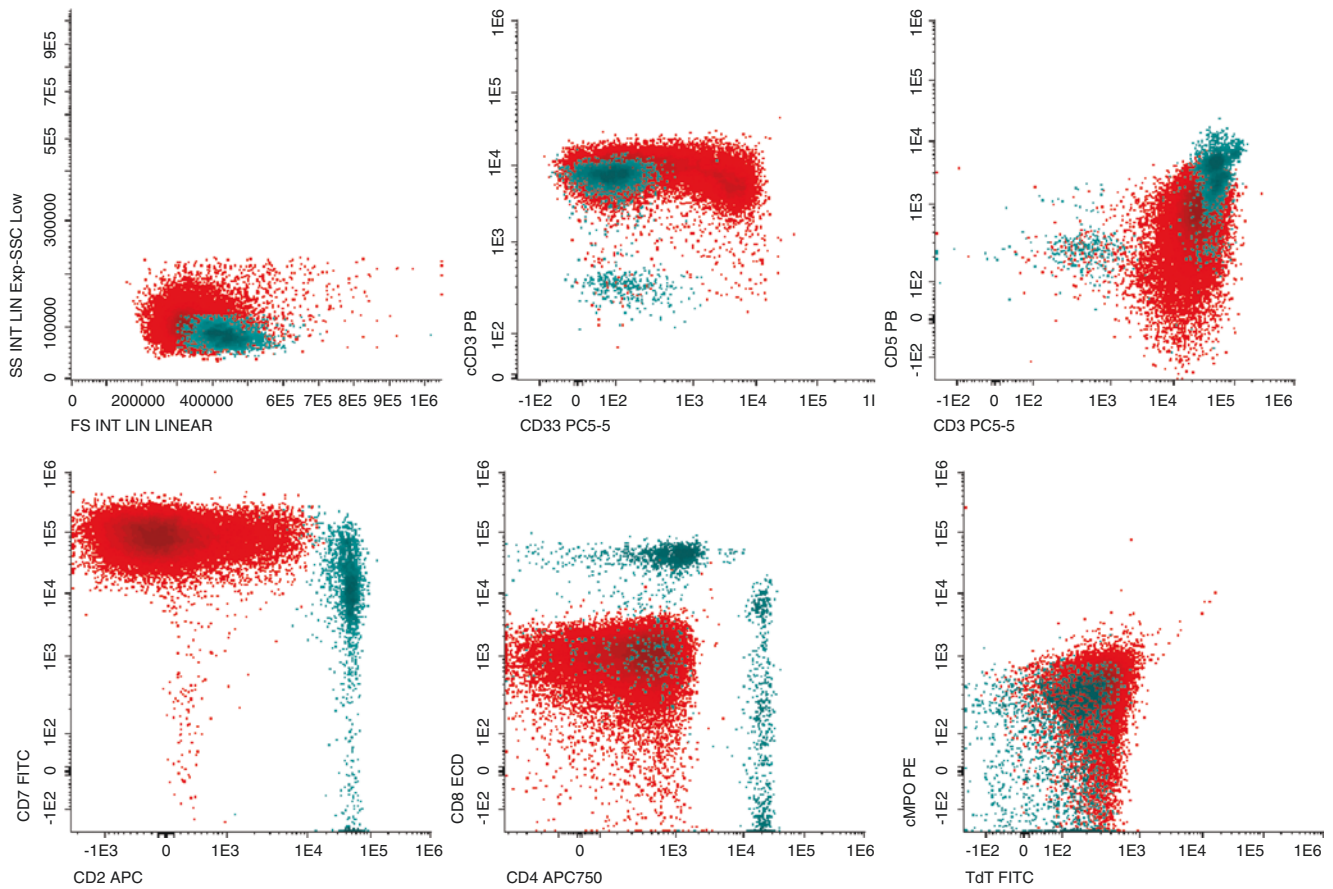 SS INT LIN Exp-SSC Low
9E5
7E5
5E5
300000
100000
0
0 200000 400000 6E5 7E5 8E5 9E5 1E6
FS INT LIN LINEAR
cCD3 PB
1E6
1E5
1E4
1E3
1E2
0
-1E2 0 1E2 1E3 1E4 1E5 1I
CD33 PC5-5
CD5 PB
1E6
1E5
1E4
1E3
1E2
0
-1E2
-1E2 0 1E2 1E3 1E4 1E5 1E6
CD3 PC5-5
CD7 FITC
1E6
1E5
1E4
1E3
1E2
0
-1E2
-1E3 0 1E3 1E4 1E5 1E6
CD2 APC
CD8 ECD
1E6
1E5
1E4
1E3
1E2
0
-1E2
0 1E2 1E3 1E4 1E5 1E6
CD4 APC750
cMPO PE
1E6
1E5
1E4
1E3
1E2
0
-1E2
-1E2 0 1E2 1E3 1E4 1E5 1E6
TdT FITC